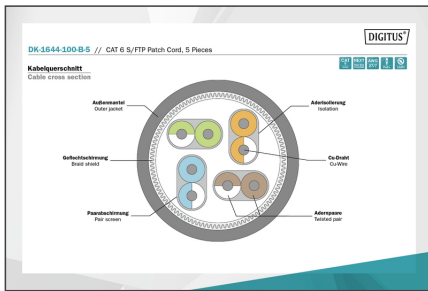 DIGITUS®
DK-1644-100-B-5 // CAT 6 S/FTP Patch Cord, 5 Pieces
Kabelquerschnitt
Cable cross section
Außenmantel
Outer jacket
Aderisolierung
Isolation
Geflechtschirmung
Braid shield
Cu-Draht
Cu-Wire
Paarabschirmung
Pair screen
Adernpaare
Twisted pair